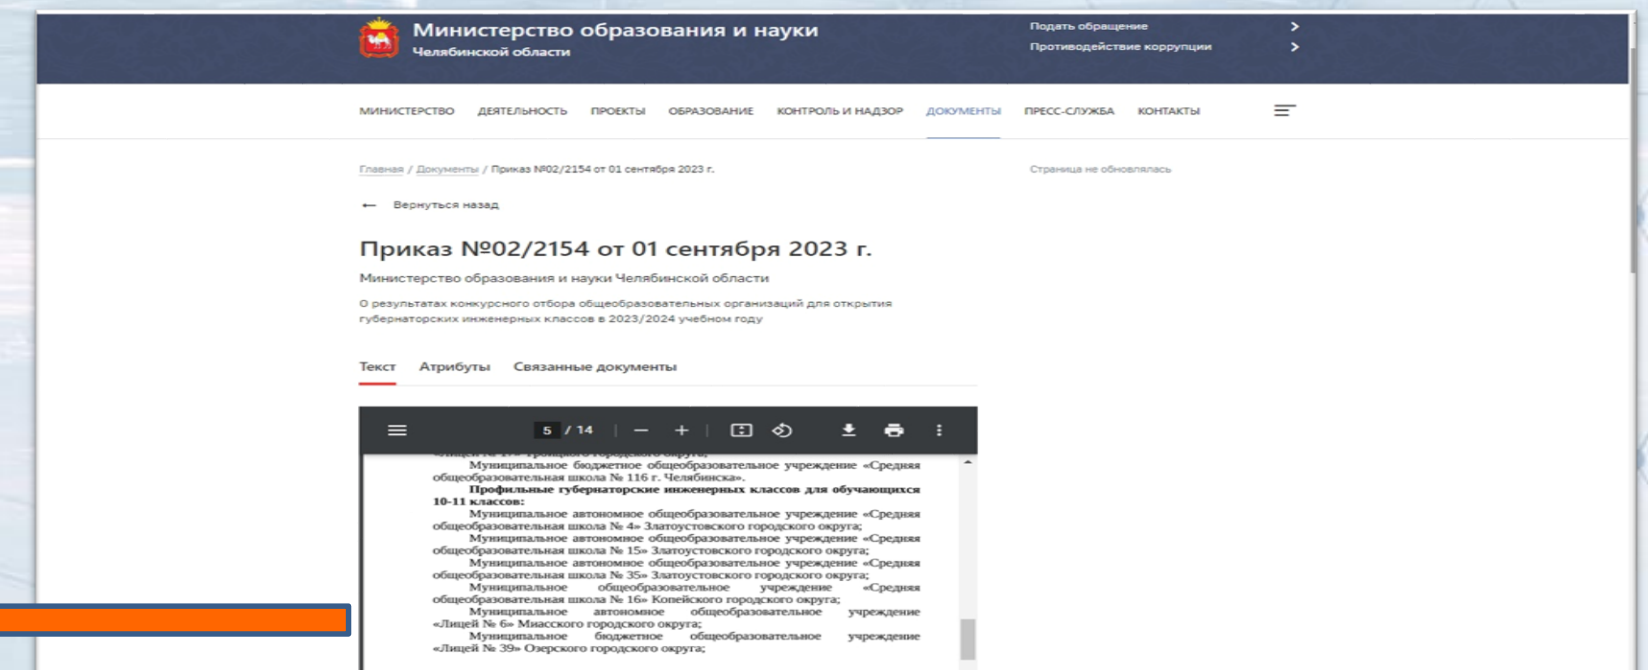 Министерство образования и науки
Челябинской области
Подать обращение
Противодействие коррупции
МИНИСТЕРСТВО ДЕЯТЕЛЬНОСТЬ ПРОЕКТЫ ОБРАЗОВАНИЕ КОНТРОЛЬ И НАДЗОР ДОКУМЕНТЫ ПРЕСС-СЛУЖБА КОНТАКТЫ
Главная / Документы / Приказ №02/2154 от 01 сентября 2023 г.
Страница не обновлялась
← Вернуться назад
Приказ №02/2154 от 01 сентября 2023 г.
Министерство образования и науки Челябинской области
О результатах конкурсного отбора общеобразовательных организаций для открытия
губернаторских инженерных классов в 2023/2024 учебном году
Текст Атрибуты Связанные документы
5 / 14
«Лицей № 17» Троицкого городского округа;
Муниципальное бюджетное общеобразовательное учреждение «Средняя
общеобразовательная школа № 116 г. Челябинска».
Профильные губернаторские инженерных классов для обучающихся
10-11 классов:
Муниципальное автономное общеобразовательное учреждение «Средняя
общеобразовательная школа № 4» Златоустовского городского округа;
Муниципальное автономное общеобразовательное учреждение «Средняя
общеобразовательная школа № 15» Златоустовского городского округа;
Муниципальное автономное общеобразовательное учреждение «Средняя
общеобразовательная школа № 35» Златоустовского городского округа;
Муниципальное общеобразовательное учреждение «Средняя
общеобразовательная школа № 16» Копейского городского округа;
Муниципальное автономное общеобразовательное учреждение
«Лицей № 6» Миасского городского округа;
Муниципальное бюджетное общеобразовательное учреждение
«Лицей № 39» Озерского городского округа;